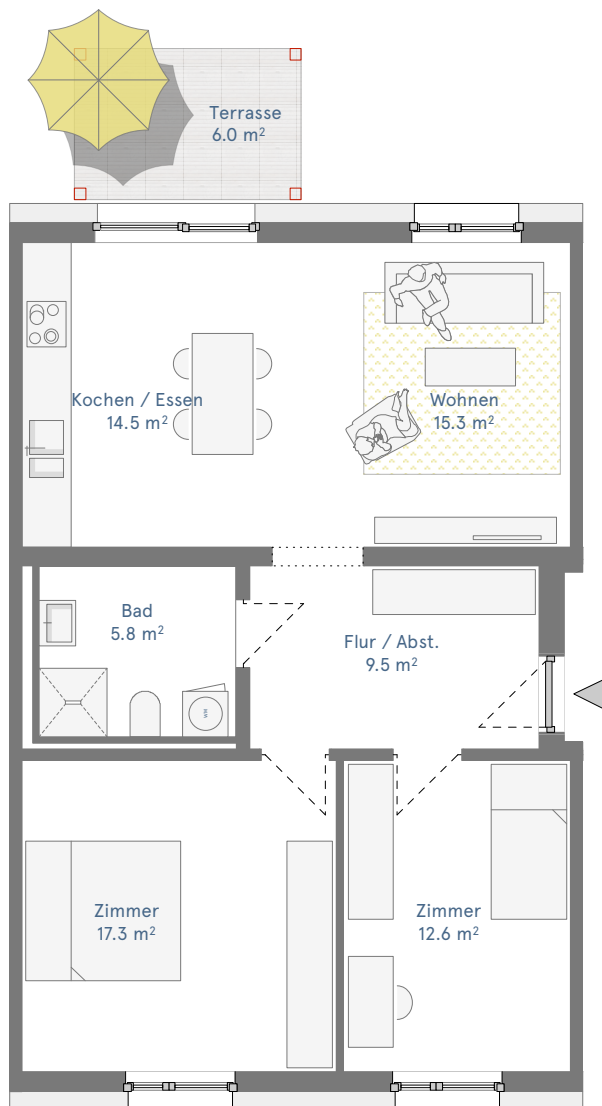 Terrasse
6.0 m²
Kochen / Essen
14.5 m²
Wohnen
15.3 m²
Bad
5.8 m²
Flur / Abst.
9.5 m²
WM
Zimmer
17.3 m²
Zimmer
12.6 m²